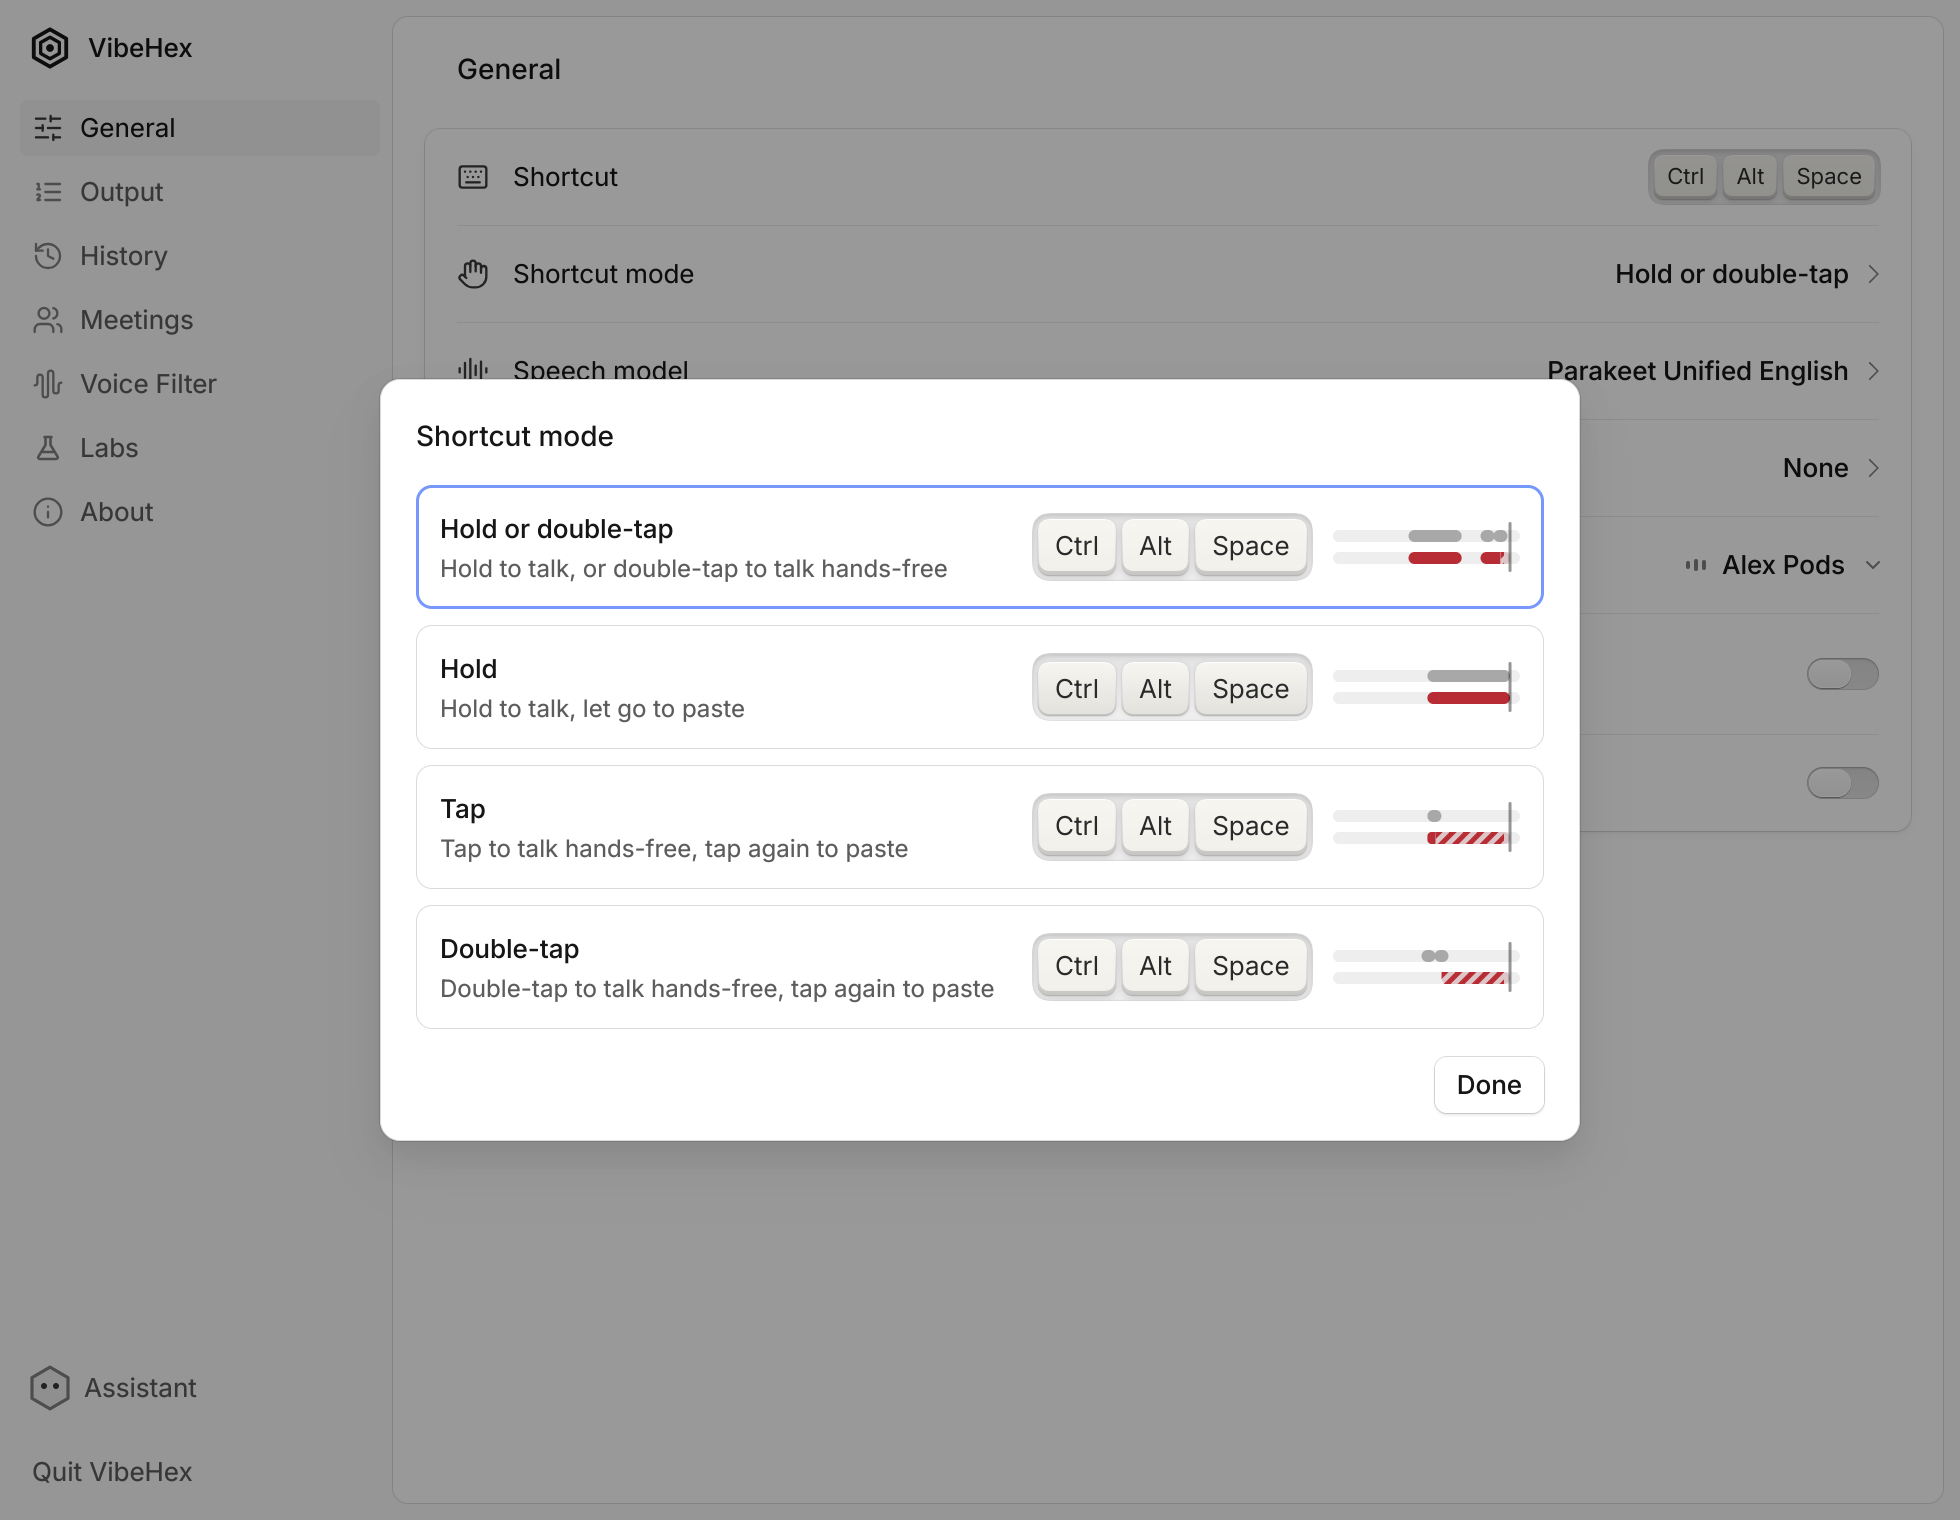 VibeHex
General
Output
History
Meetings
Voice Filter
Labs
About
Assistant
Quit VibeHex
General
Shortcut
Ctrl Alt Space
Shortcut mode
Hold or double-tap
Speech model
Parakeet Unified English
None
Alex Pods
Shortcut mode
Hold or double-tap
Hold to talk, or double-tap to talk hands-free
Ctrl Alt Space
Hold
Hold to talk, let go to paste
Ctrl Alt Space
Tap
Tap to talk hands-free, tap again to paste
Ctrl Alt Space
Double-tap
Double-tap to talk hands-free, tap again to paste
Ctrl Alt Space
Done